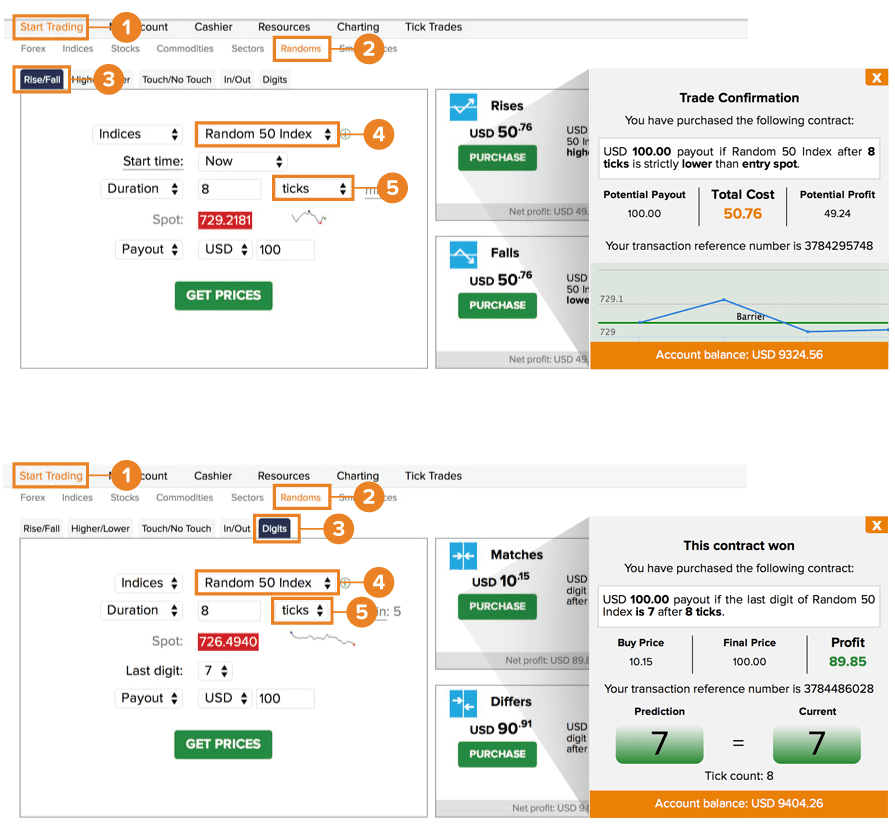 Start Trading 1 count Cashier Resources Charting Tick Trades
Forex Indices Stocks Commodities Sectors Randoms 2
Rise/Fall 3 Touch/No Touch In/Out Digits
Indices Random 50 Index 4
Start time: Now
Duration 8 ticks 5
Spot: 729.2181
Payout USD 100
GET PRICES
Rises
USD 50.76
PURCHASE
USD
50 In
highe
Net profit: USD 49.
Falls
USD 50.76
PURCHASE
USD
50 In
lowe
Net profit: USD 49.
X
Trade Confirmation
You have purchased the following contract:
USD 100.00 payout if Random 50 Index after 8
ticks is strictly lower than entry spot.
Potential Payout Total Cost Potential Profit
100.00 50.76 49.24
Your transaction reference number is 3784295748
729.1
Barrier
729
Account balance: USD 9324.56
Start Trading 1 count Cashier Resources Charting Tick Trades
Forex Indices Stocks Commodities Sectors Randoms 2
Rise/Fall Higher/Lower Touch/No Touch In/Out Digits 3
Indices Random 50 Index 4
Duration 8 ticks 5 in: 5
Spot: 726.4940
Last digit: 7
Payout USD 100
GET PRICES
Matches
USD 10.15
PURCHASE
USD
digit
after
Net profit: USD 89.8
Differs
USD 90.91
PURCHASE
USD
digit
after
Net profit: USD 9.0
X
This contract won
You have purchased the following contract:
USD 100.00 payout if the last digit of Random 50
Index is 7 after 8 ticks.
Buy Price Final Price Profit
10.15 100.00 89.85
Your transaction reference number is 3784486028
Prediction Current
7 = 7
Tick count: 8
Account balance: USD 9404.26